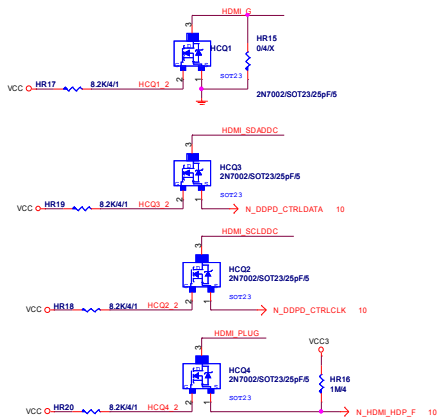 HDMI_G
3
HCQ1
HR15
0/4/X
SOT23
2N7002/SOT23/25pF/5
2
1
VCC
HR17
8.2K/4/1
HCQ1_2
HDMI_SDADDC
3
HCQ3
2N7002/SOT23/25pF/5
SOT23
2
1
VCC
HR19
8.2K/4/1
HCQ3_2
N_DDPD_CTRLDATA 10
HDMI_SCLDDC
3
HCQ2
2N7002/SOT23/25pF/5
SOT23
2
1
VCC
HR18
8.2K/4/1
HCQ2_2
N_DDPD_CTRLCLK 10
HDMI_PLUG
3
VCC3
HCQ4
2N7002/SOT23/25pF/5
SOT23
HR16
1M/4
2
1
VCC
HR20
8.2K/4/1
HCQ4_2
N_HDMI_HDP_F 10